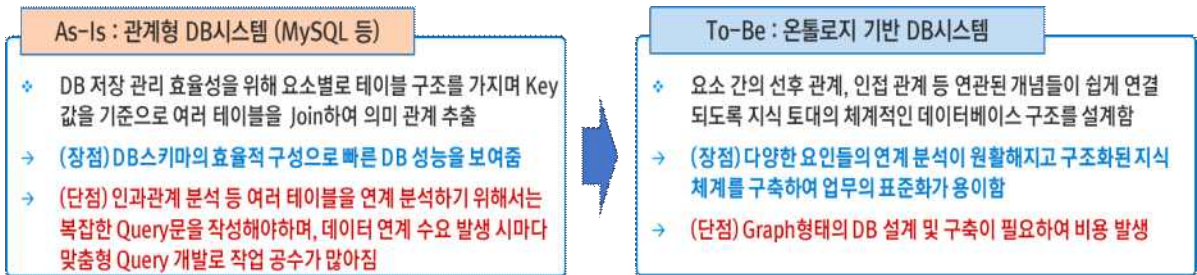 As-Is : 관계형 DB시스템 (MySQL 등)
❖ DB 저장 관리 효율성을 위해 요소별로 테이블 구조를 가지며 Key
값을 기준으로 여러 테이블을 Join하여 의미 관계 추출
→ (장점) DB스키마의 효율적 구성으로 빠른 DB 성능을 보여줌
→ (단점) 인과관계 분석 등 여러 테이블을 연계 분석하기 위해서는
복잡한 Query문을 작성해야하며, 데이터 연계 수요 발생 시마다
맞춤형 Query 개발로 작업 공수가 많아짐
To-Be : 온톨로지 기반 DB시스템
❖ 요소 간의 선후 관계, 인접 관계 등 연관된 개념들이 쉽게 연결
되도록 지식 토대의 체계적인 데이터베이스 구조를 설계함
→ (장점) 다양한 요인들의 연계 분석이 원활해지고 구조화된 지식
체계를 구축하여 업무의 표준화가 용이함
→ (단점) Graph형태의 DB 설계 및 구축이 필요하여 비용 발생